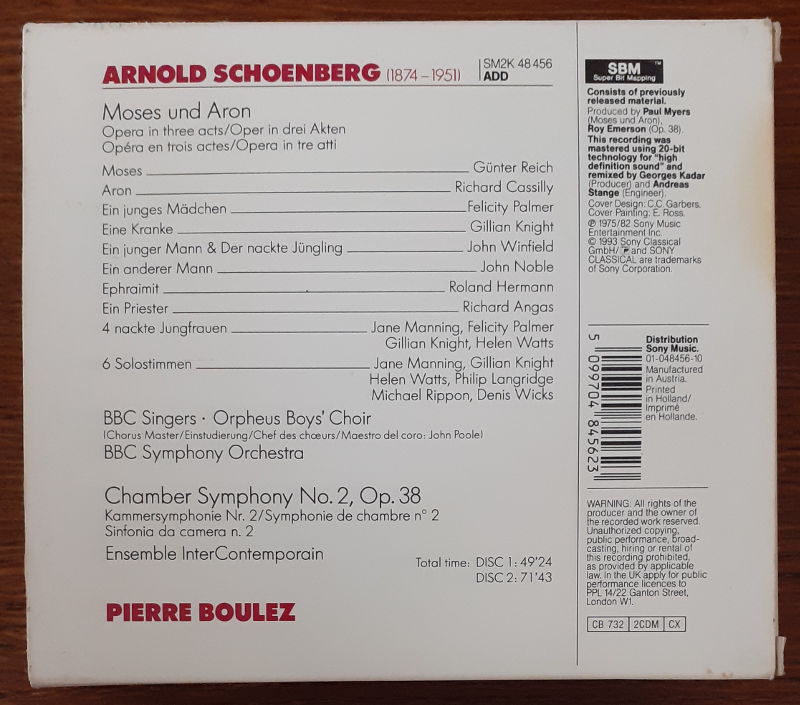 ARNOLD SCHOENBERG (1874–1951)
SM2K 48456
ADD
Moses und Aron
Opera in three acts/Oper in drei Akten
Opéra en trois actes/Opera in tre atti
Moses Günter Reich
Aron Richard Cassilly
Ein junges Mädchen Felicity Palmer
Eine Kranke Gillian Knight
Ein junger Mann & Der nackte Jüngling John Winfield
Ein anderer Mann John Noble
Ephraimit Roland Hermann
Ein Priester Richard Angas
4 nackte Jungfrauen Jane Manning, Felicity Palmer
Gillian Knight, Helen Watts
6 Solostimmen Jane Manning, Gillian Knight
Helen Watts, Philip Langridge
Michael Rippon, Denis Wicks
BBC Singers · Orpheus Boys' Choir
(Chorus Master/Einstudierung/Chef des chœurs/Maestro del coro: John Poole)
BBC Symphony Orchestra
Chamber Symphony No. 2, Op. 38
Kammersymphonie Nr. 2/Symphonie de chambre n° 2
Sinfonia da camera n. 2
Ensemble InterContemporain
Total time: DISC 1: 49'24
DISC 2: 71'43
PIERRE BOULEZ
SBM™
Super Bit Mapping
Consists of previously
released material.
Produced by Paul Myers
(Moses und Aron),
Roy Emerson (Op. 38).
This recording was
mastered using 20-bit
technology for "high
definition sound" and
remixed by Georges Kadar
(Producer) and Andreas
Stange (Engineer).
Cover Design: C.C. Garbers.
Cover Painting: E. Ross.
℗ 1975/82 Sony Music
Entertainment Inc.
© 1993 Sony Classical
GmbH/ and SONY
CLASSICAL are trademarks
of Sony Corporation.
5 099704 845623
Distribution
Sony Music.
01-048456-10
Manufactured
in Austria.
Printed
in Holland/
Imprimé
en Hollande.
WARNING: All rights of the
producer and the owner of
the recorded work reserved.
Unauthorized copying,
public performance, broad-
casting, hiring or rental of
this recording prohibited,
as provided by applicable
law. In the UK apply for public
performance licences to
PPL 14/22 Ganton Street,
London W1.
CB 732 2CDM CX